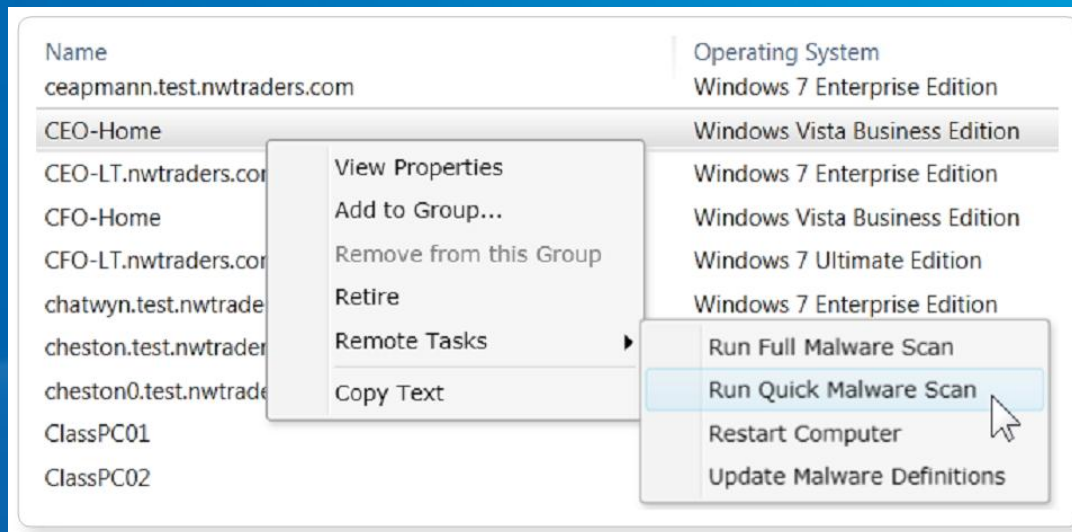 Name Operating System
ceapmann.test.nwtraders.com Windows 7 Enterprise Edition
CEO-Home Windows Vista Business Edition
CEO-LT.nwtraders.cor Windows 7 Enterprise Edition
CFO-Home Windows Vista Business Edition
CFO-LT.nwtraders.cor Windows 7 Ultimate Edition
chatwyn.test.nwtrade Windows 7 Enterprise Edition
cheston.test.nwtrader
cheston0.test.nwtrade
ClassPC01
ClassPC02
View Properties
Add to Group...
Remove from this Group
Retire
Remote Tasks
Copy Text
Run Full Malware Scan
Run Quick Malware Scan
Restart Computer
Update Malware Definitions